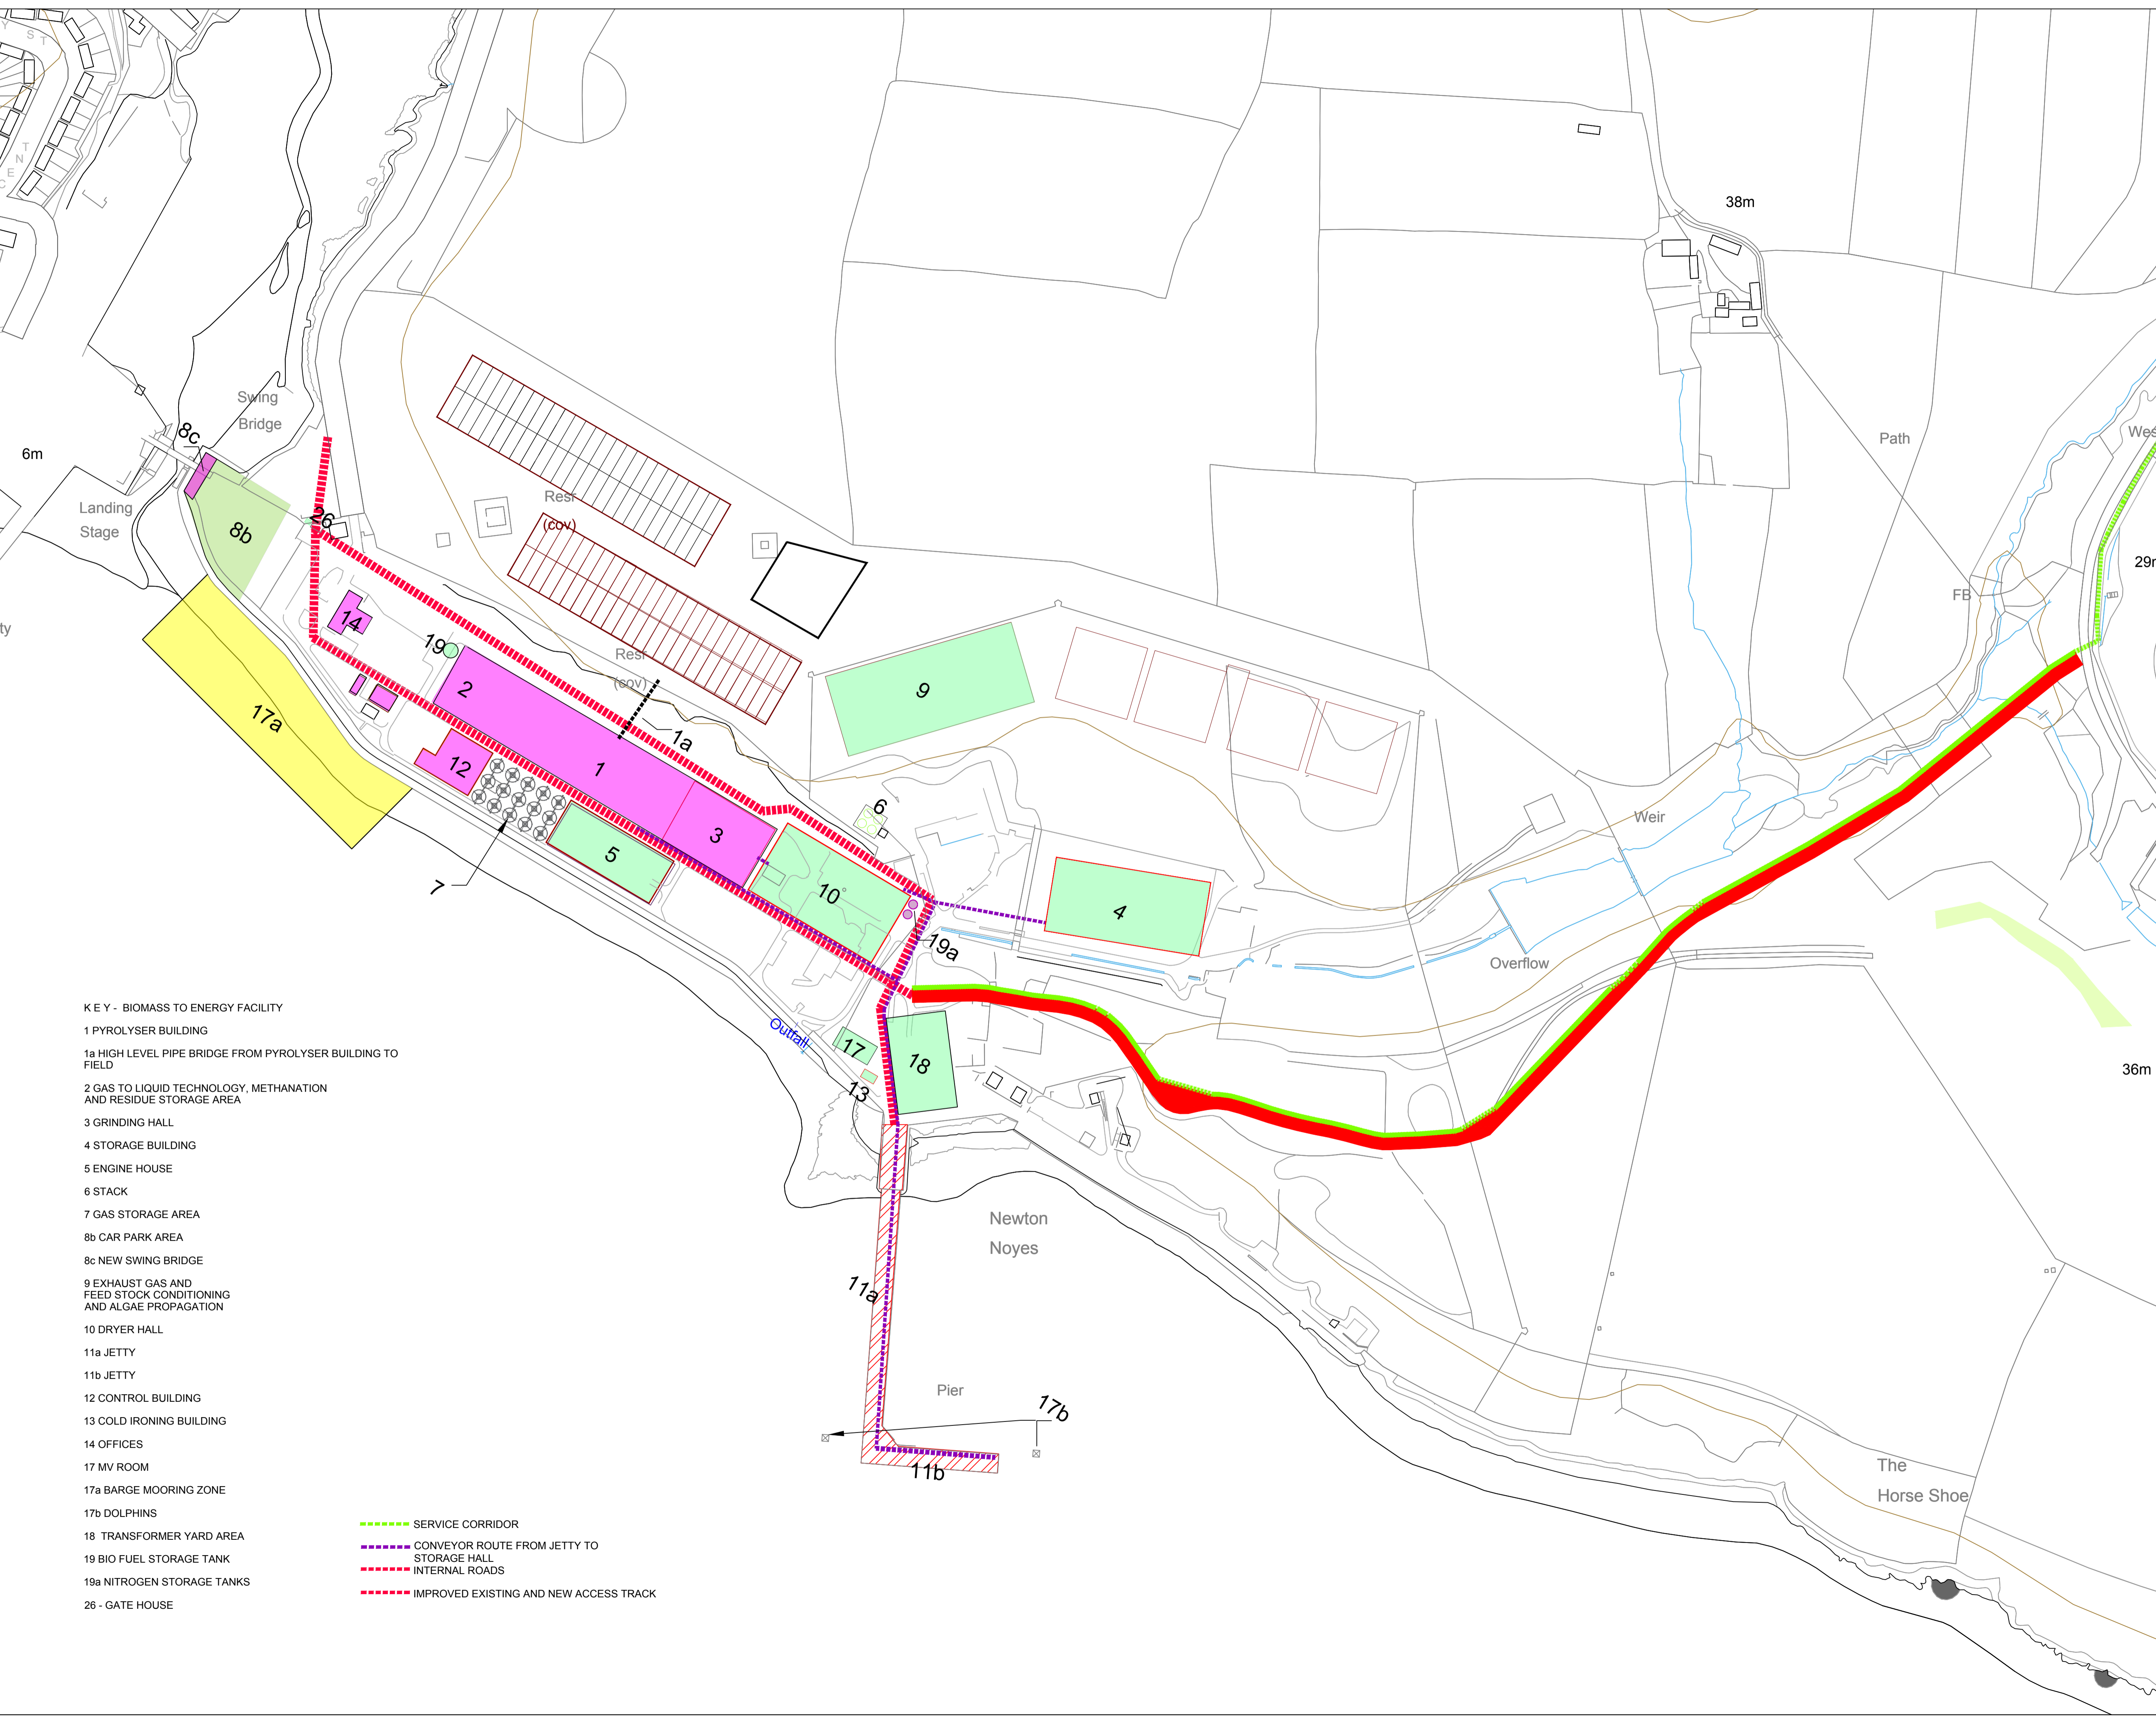 Y ST
38m
Swing
Bridge
8c
6m
Path
Wes
Landing
Stage
8b
26
Resr
(cov)
29m
FB
14
19
ty
Resr
(cov)
2
9
17a
1a
12
1
6
Weir
3
7
5
10
4
19a
Overflow
Outfall
17
18
13
36m
Newton
Noyes
11a
Pier
17b
11b
The
Horse Shoe
K E Y - BIOMASS TO ENERGY FACILITY
1 PYROLYSER BUILDING
1a HIGH LEVEL PIPE BRIDGE FROM PYROLYSER BUILDING TO
FIELD
2 GAS TO LIQUID TECHNOLOGY, METHANATION
AND RESIDUE STORAGE AREA
3 GRINDING HALL
4 STORAGE BUILDING
5 ENGINE HOUSE
6 STACK
7 GAS STORAGE AREA
8b CAR PARK AREA
8c NEW SWING BRIDGE
9 EXHAUST GAS AND
FEED STOCK CONDITIONING
AND ALGAE PROPAGATION
10 DRYER HALL
11a JETTY
11b JETTY
12 CONTROL BUILDING
13 COLD IRONING BUILDING
14 OFFICES
17 MV ROOM
17a BARGE MOORING ZONE
17b DOLPHINS
18 TRANSFORMER YARD AREA
19 BIO FUEL STORAGE TANK
19a NITROGEN STORAGE TANKS
26 - GATE HOUSE
SERVICE CORRIDOR
CONVEYOR ROUTE FROM JETTY TO
STORAGE HALL
INTERNAL ROADS
IMPROVED EXISTING AND NEW ACCESS TRACK